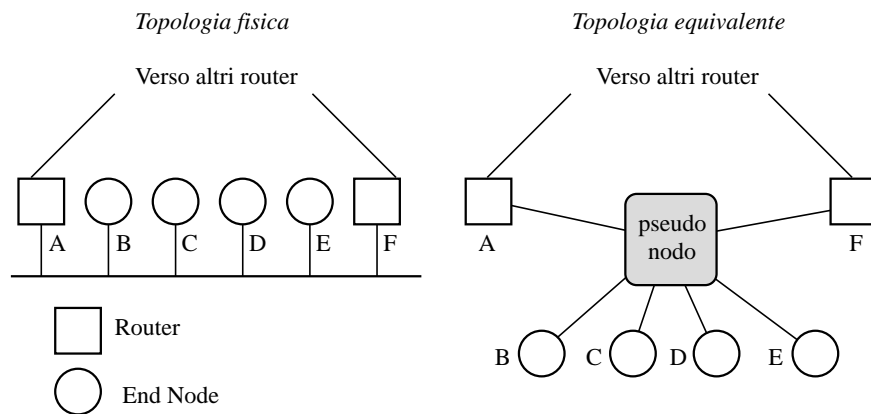 Topologia fisica
Verso altri router
A B C D E F
Router
End Node
Topologia equivalente
Verso altri router
A
F
pseudo
nodo
B C D E